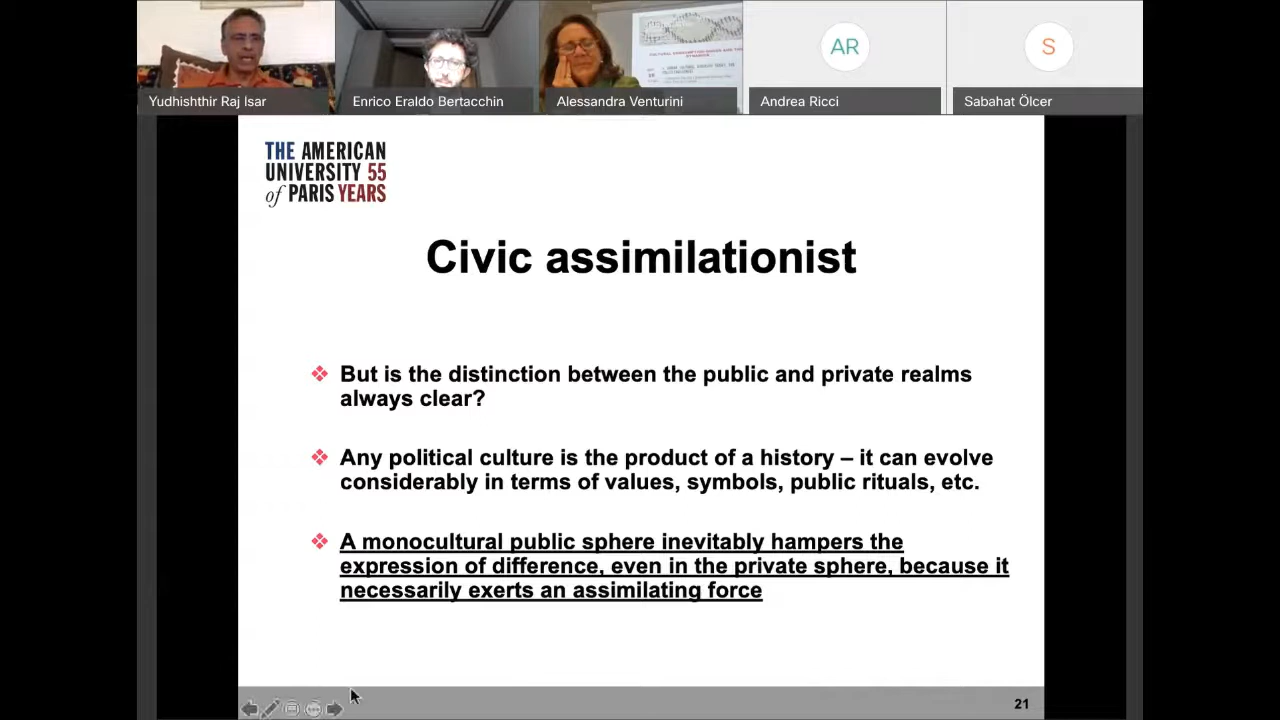 Yudhishthir Raj Isar
Enrico Eraldo Bertacchin
Alessandra Venturini
AR
Andrea Ricci
S
Sabahat Ölcer
THE AMERICAN
UNIVERSITY 55
of PARIS YEARS
Civic assimilationist
But is the distinction between the public and private realms
always clear?
Any political culture is the product of a history – it can evolve
considerably in terms of values, symbols, public rituals, etc.
A monocultural public sphere inevitably hampers the
expression of difference, even in the private sphere, because it
necessarily exerts an assimilating force
21